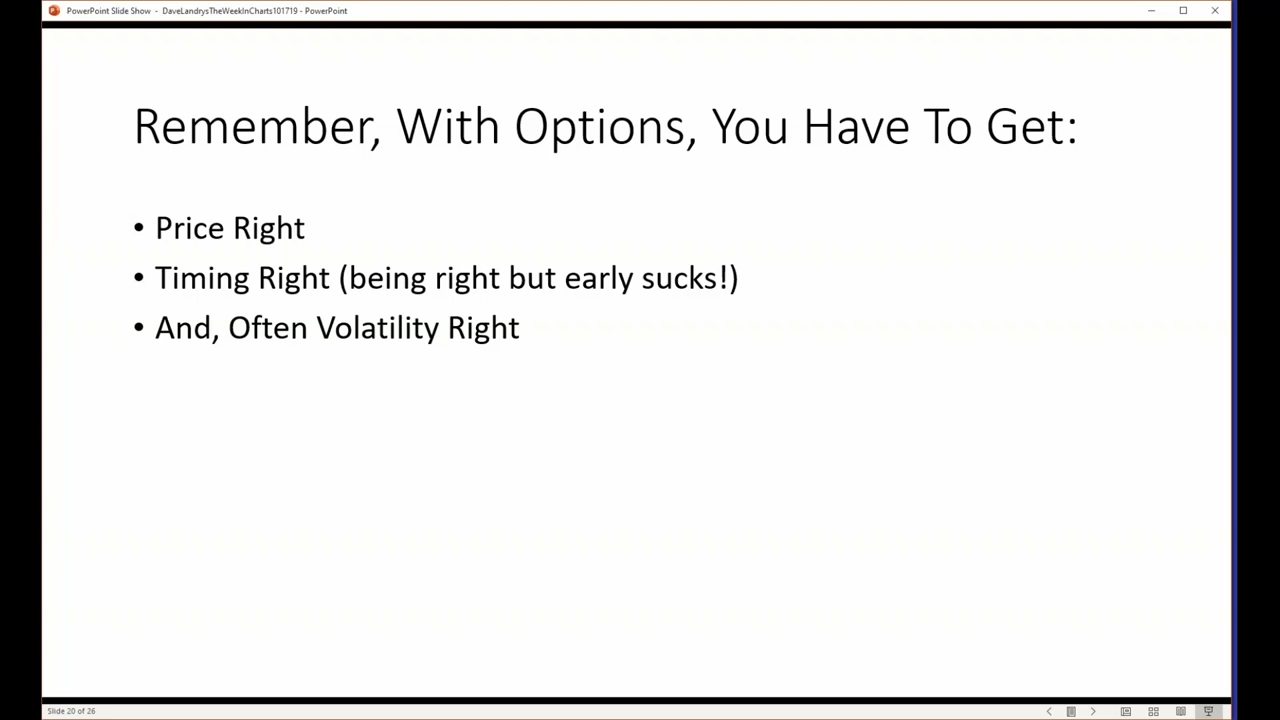 PowerPoint Slide Show - DaveLandrysTheWeekInCharts101719 - PowerPoint
Remember, With Options, You Have To Get:
• Price Right
• Timing Right (being right but early sucks!)
• And, Often Volatility Right
Slide 20 of 26